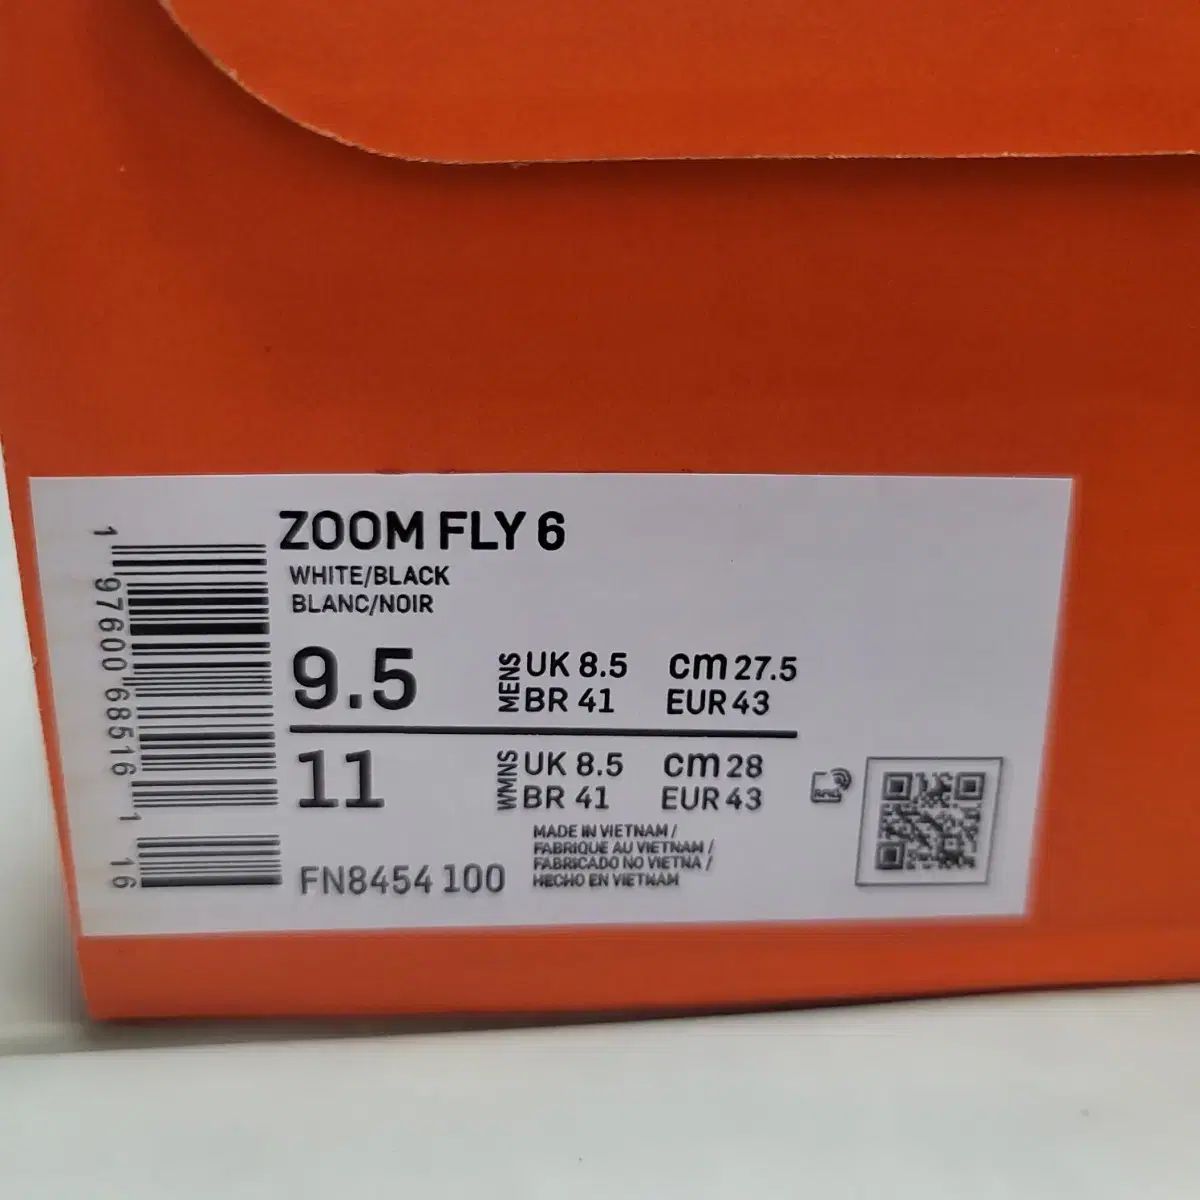 ZOOM FLY 6
WHITE/BLACK
BLANC/NOIR
9.5
MENS
UK 8.5 cm 27.5
BR 41 EUR 43
11
WMNS
UK 8.5 cm 28
BR 41 EUR 43
FN8454 100
MADE IN VIETNAM /
FABRIQUE AU VIETNAM /
FABRICADO NO VIETNA /
HECHO EN VIETNAM
1 97600 68516 1 16